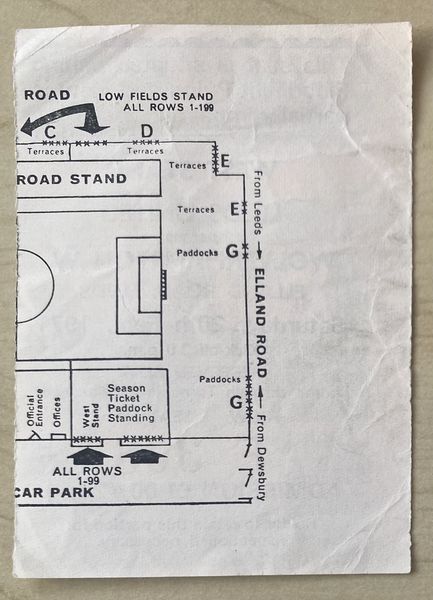 ROAD
LOW FIELDS STAND
ALL ROWS 1-199
C
D
Terraces
Terraces
Terraces
E
ROAD STAND
From Leeds
Terraces
E
Paddocks
G
ELLAND ROAD
Paddocks
G
From Dewsbury
Official
Entrance
Offices
West
Stand
Season
Ticket
Paddock
Standing
ALL ROWS
1-99
CAR PARK